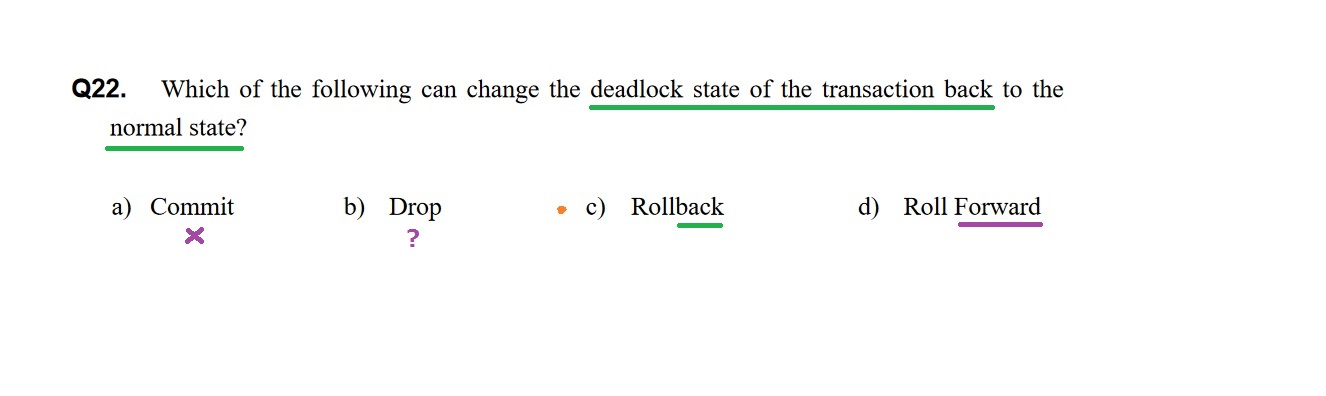 Q22. Which of the following can change the deadlock state of the transaction back to the
normal state?
a) Commit b) Drop c) Rollback d) Roll Forward
×
?